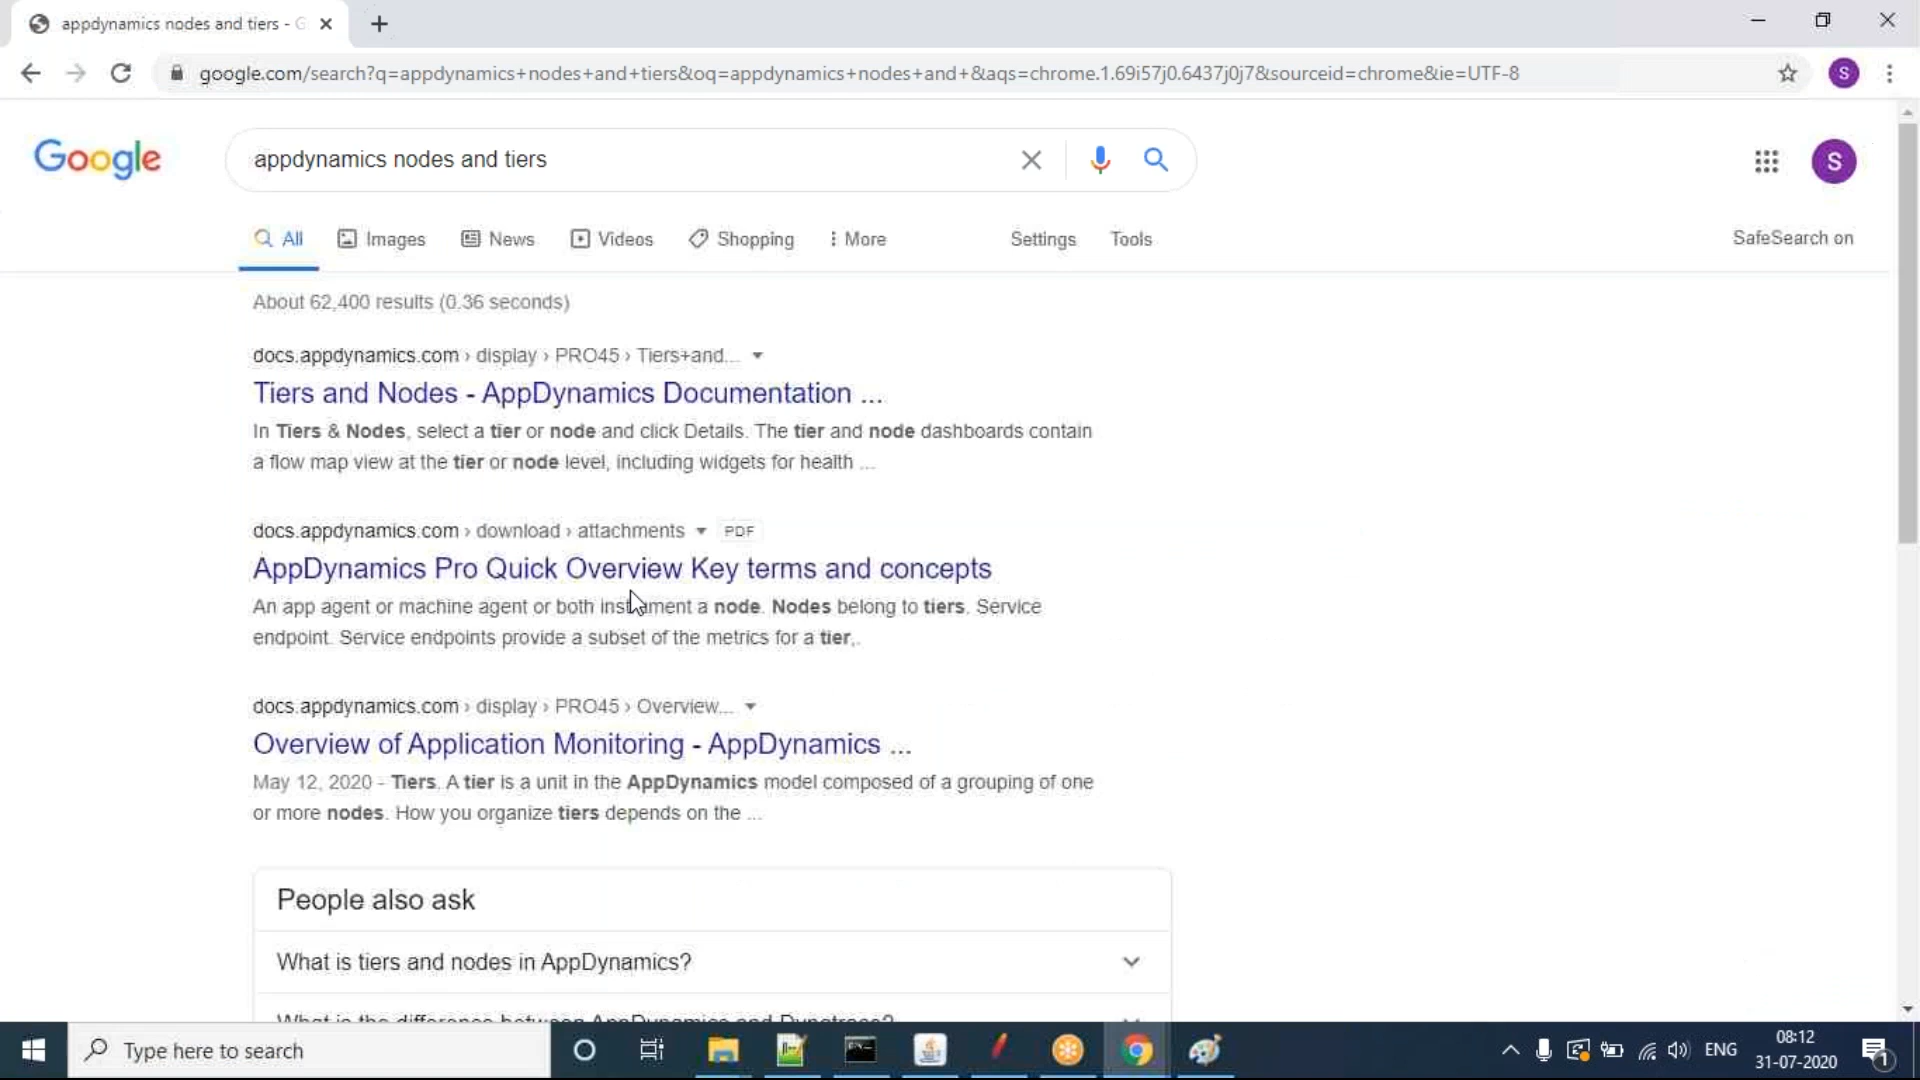 appdynamics nodes and tiers - G
google.com/search?q=appdynamics+nodes+and+tiers&oq=appdynamics+nodes+and+&aqs=chrome.1.69i57j0.6437j0j7&sourceid=chrome&ie=UTF-8
S
Google
appdynamics nodes and tiers
S
All Images News Videos Shopping More Settings Tools SafeSearch on
About 62,400 results (0.36 seconds)
docs.appdynamics.com › display › PRO45 › Tiers+and...
Tiers and Nodes - AppDynamics Documentation ...
In Tiers & Nodes, select a tier or node and click Details. The tier and node dashboards contain
a flow map view at the tier or node level, including widgets for health ...
docs.appdynamics.com › download › attachments PDF
AppDynamics Pro Quick Overview Key terms and concepts
An app agent or machine agent or both instrument a node. Nodes belong to tiers. Service
endpoint. Service endpoints provide a subset of the metrics for a tier,.
docs.appdynamics.com › display › PRO45 › Overview...
Overview of Application Monitoring - AppDynamics ...
May 12, 2020 - Tiers. A tier is a unit in the AppDynamics model composed of a grouping of one
or more nodes. How you organize tiers depends on the ...
People also ask
What is tiers and nodes in AppDynamics?
What is the difference between AppDynamics and Dynatrace?
Type here to search
ENG
08:12
31-07-2020
1